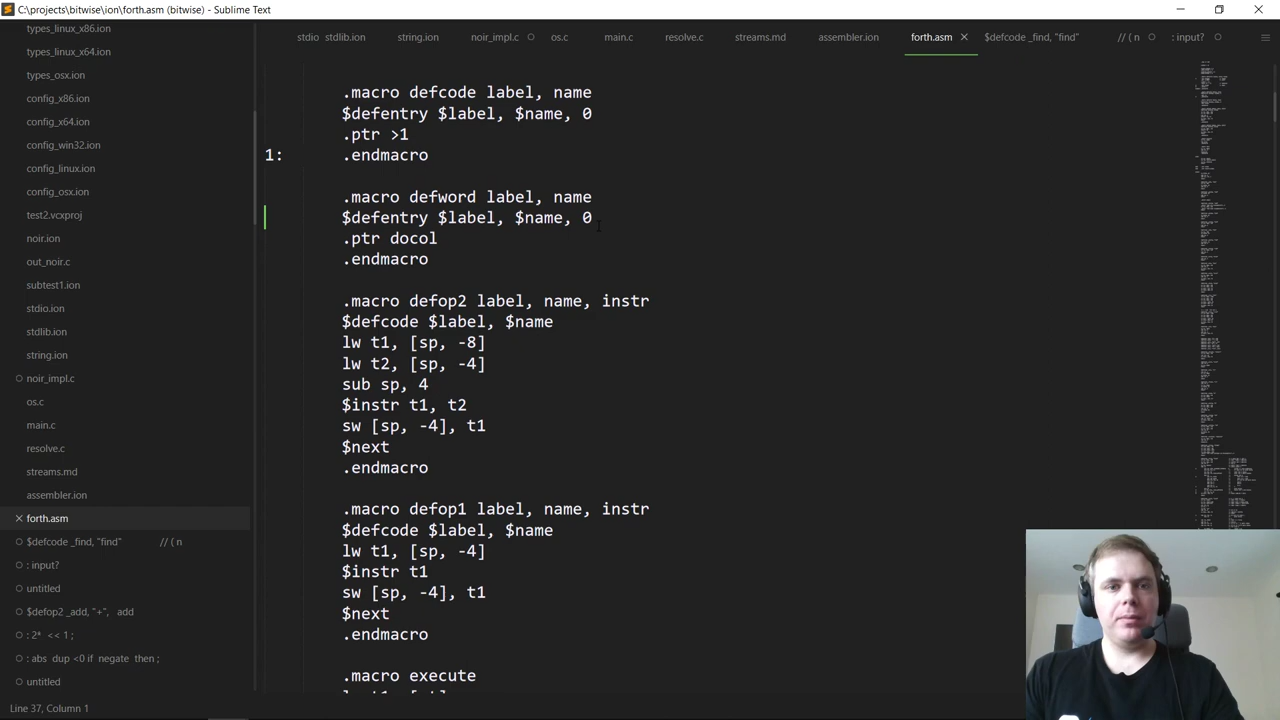 C:\projects\bitwise\ion\forth.asm (bitwise) - Sublime Text
stdio stdlib.ion string.ion noir_impl.c os.c main.c resolve.c streams.md assembler.ion forth.asm $defcode _find, "find" // ( n : input?
types_linux_x86.ion
types_linux_x64.ion
types_osx.ion
config_x86.ion
config_x64.ion
config_win32.ion
config_linux.ion
config_osx.ion
test2.vcxproj
noir.ion
out_noir.c
subtest1.ion
stdio.ion
stdlib.ion
string.ion
noir_impl.c
os.c
main.c
resolve.c
streams.md
assembler.ion
forth.asm
$defcode _find, "find" // ( n
: input?
untitled
$defop2 _add, "+", add
: 2* << 1 ;
: abs dup <0 if negate then ;
untitled
.macro defcode label, name
$defentry $label, $name, 0
.ptr >1
1: .endmacro
.macro defword label, name
$defentry $label, $name, 0
.ptr docol
.endmacro
.macro defop2 label, name, instr
$defcode $label, $name
lw t1, [sp, -8]
lw t2, [sp, -4]
sub sp, 4
$instr t1, t2
sw [sp, -4], t1
$next
.endmacro
.macro defop1 label, name, instr
$defcode $label, $name
lw t1, [sp, -4]
$instr t1
sw [sp, -4], t1
$next
.endmacro
.macro execute
Line 37, Column 1